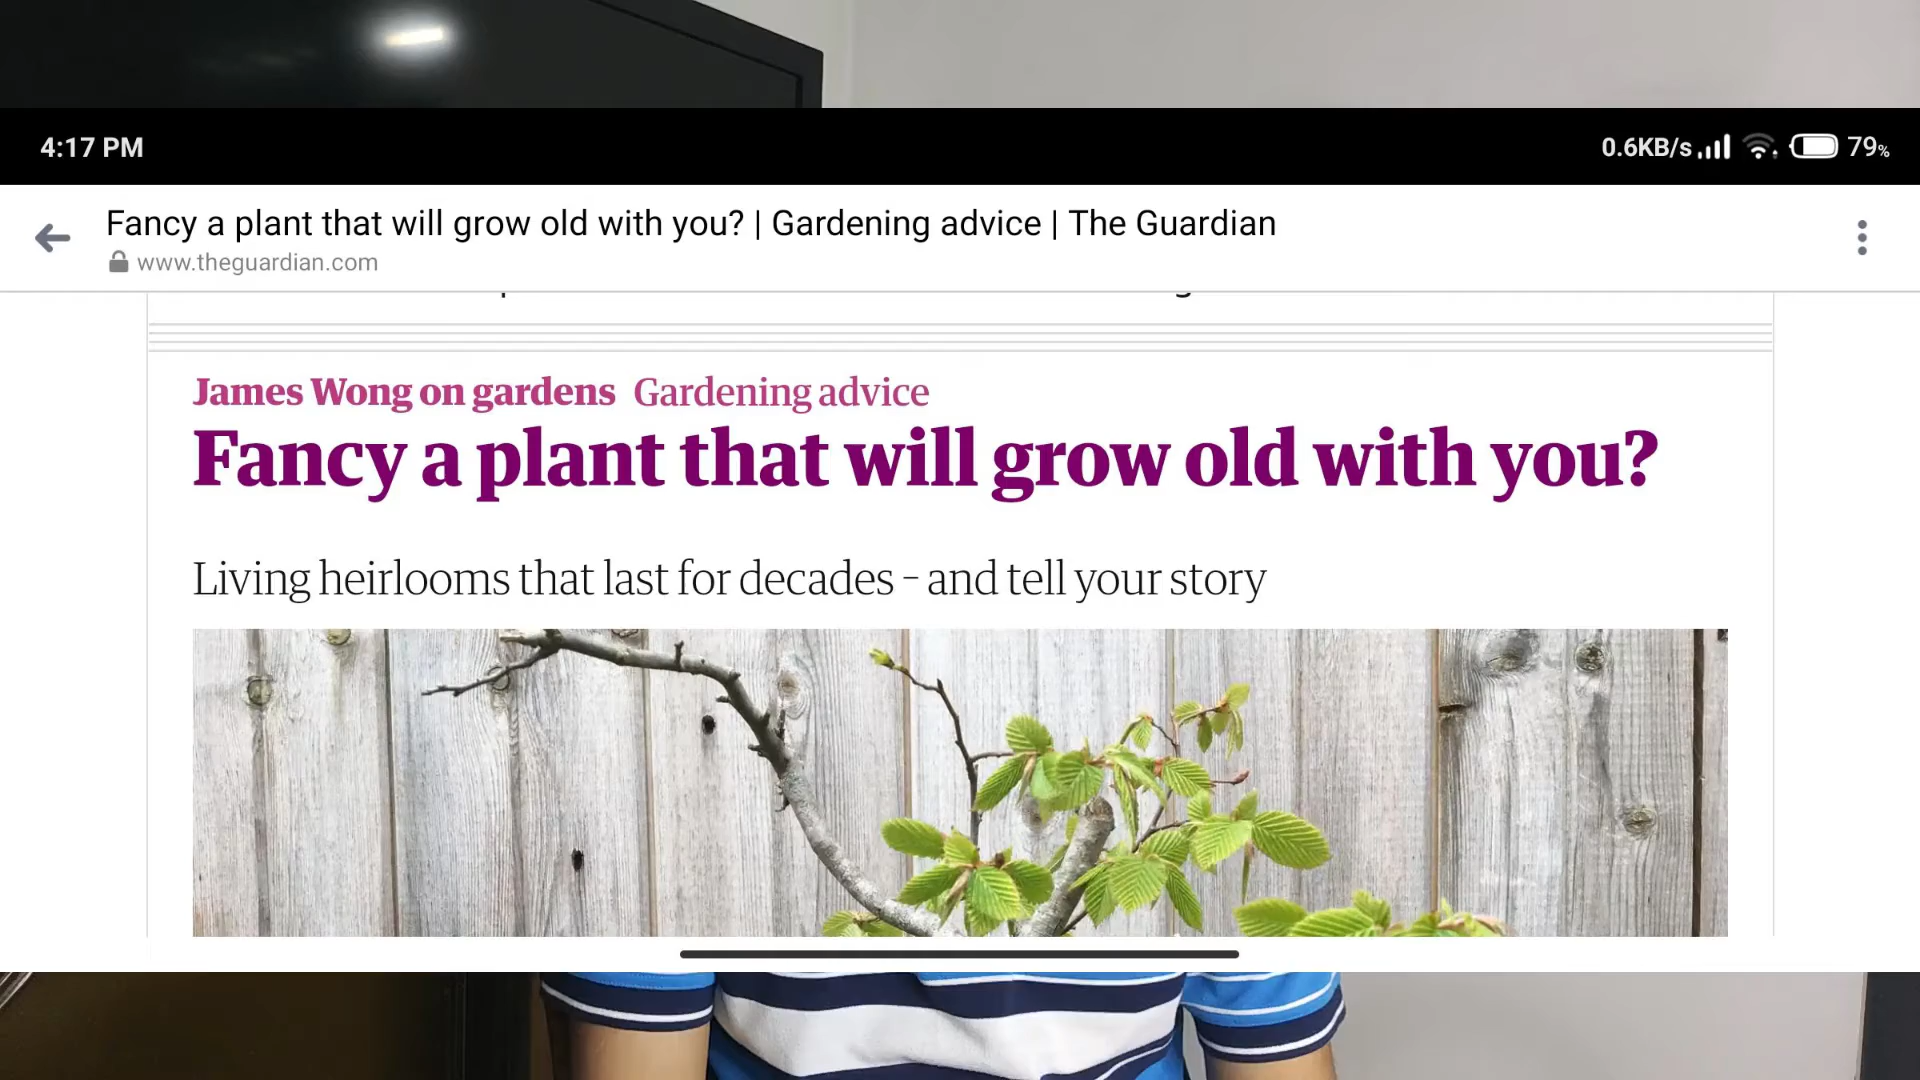 4:17 PM
0.6KB/s
79%
Fancy a plant that will grow old with you? | Gardening advice | The Guardian
www.theguardian.com
James Wong on gardens Gardening advice
Fancy a plant that will grow old with you?
Living heirlooms that last for decades – and tell your story